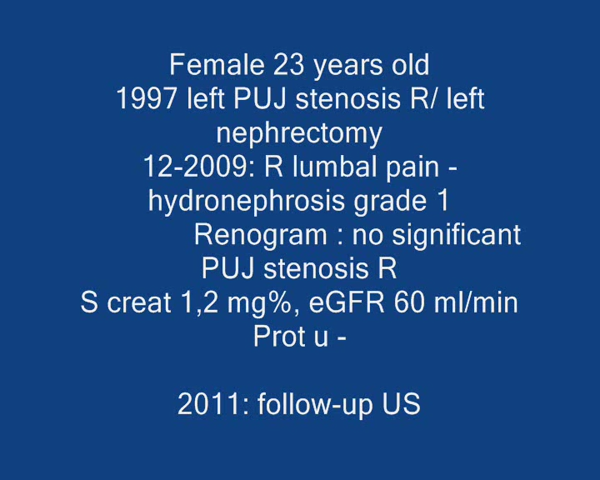 Female 23 years old
1997 left PUJ stenosis R/ left
nephrectomy
12-2009: R lumbal pain -
hydronephrosis grade 1
Renogram : no significant
PUJ stenosis R
S creat 1,2 mg%, eGFR 60 ml/min
Prot u -
2011: follow-up US